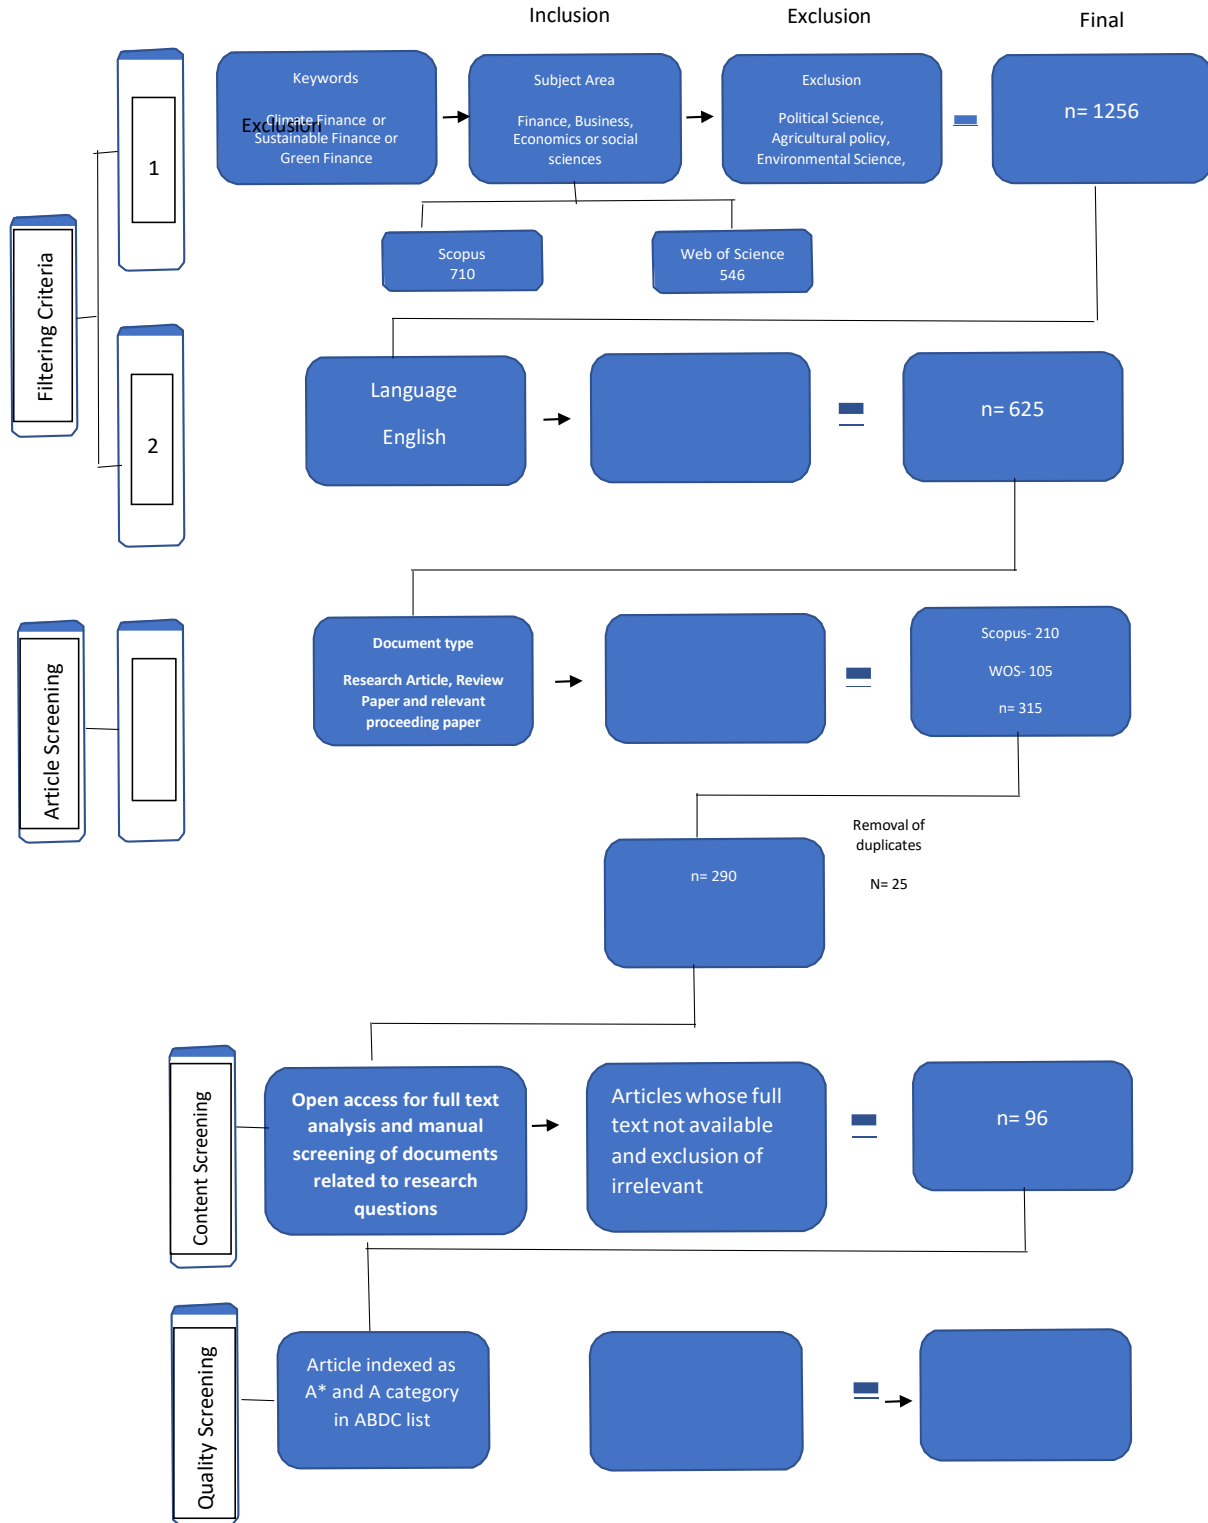 Inclusion
Exclusion
Final
Filtering Criteria
1
Keywords
Climate Finance or
Exclusion
Sustainable Finance or
Green Finance
Subject Area
Finance, Business,
Economics or social
sciences
Exclusion
Political Science,
Agricultural policy,
Environmental Science,
n= 1256
Scopus
710
Web of Science
546
2
Language
English
n= 625
Article Screening
Document type
Research Article, Review
Paper and relevant
proceeding paper
Scopus- 210
WOS- 105
n= 315
n= 290
Removal of
duplicates
N= 25
Content Screening
Open access for full text
analysis and manual
screening of documents
related to research
questions
Articles whose full
text not available
and exclusion of
irrelevant
n= 96
Quality Screening
Article indexed as
A* and A category
in ABDC list